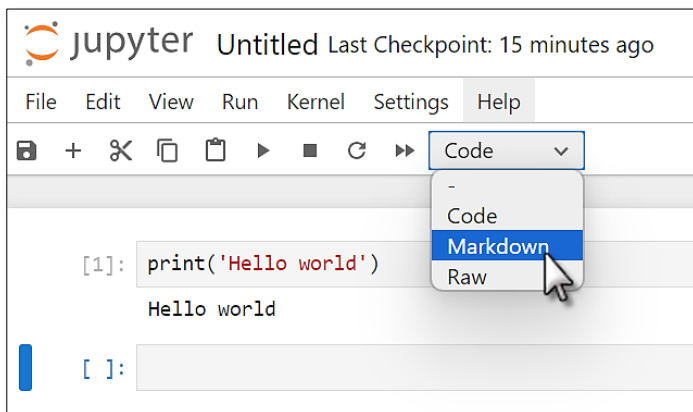 jupyter Untitled Last Checkpoint: 15 minutes ago
File Edit View Run Kernel Settings Help
Code
-
Code
Markdown
Raw
[1]: print('Hello world')
Hello world
[ ]: